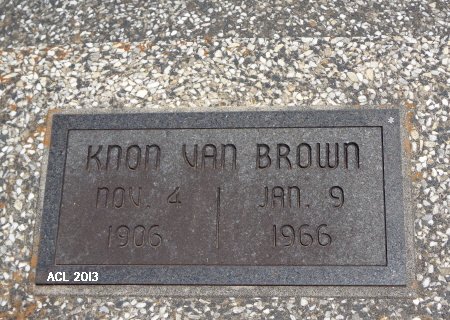 KNON VAN BROWN
NOV. 4 JAN. 9
1906 1966
ACL 2013